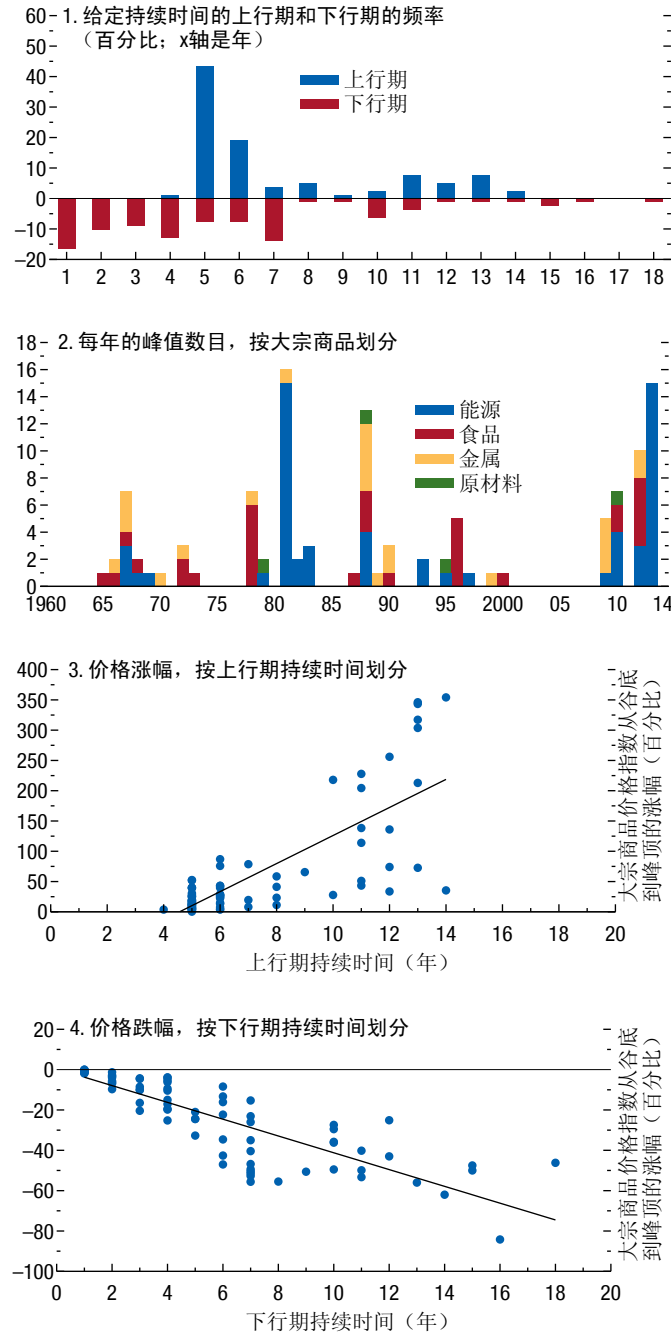 1. 给定持续时间的上行期和下行期的频率
（百分比；x轴是年）
60
50
40
30
20
10
0
–10
–20
上行期
下行期
1 2 3 4 5 6 7 8 9 10 11 12 13 14 15 16 17 18
2. 每年的峰值数目，按大宗商品划分
18
16
14
12
10
8
6
4
2
0
能源
食品
金属
原材料
1960 65 70 75 80 85 90 95 2000 05 10 14
3. 价格涨幅，按上行期持续时间划分
400
350
300
250
200
150
100
50
0
大宗商品价格指数从谷底
到峰顶的涨幅（百分比）
0 2 4 6 8 10 12 14 16 18 20
上行期持续时间（年）
4. 价格跌幅，按下行期持续时间划分
20
0
–20
–40
–60
–80
–100
大宗商品价格指数从谷底
到峰顶的涨幅（百分比）
0 2 4 6 8 10 12 14 16 18 20
下行期持续时间（年）